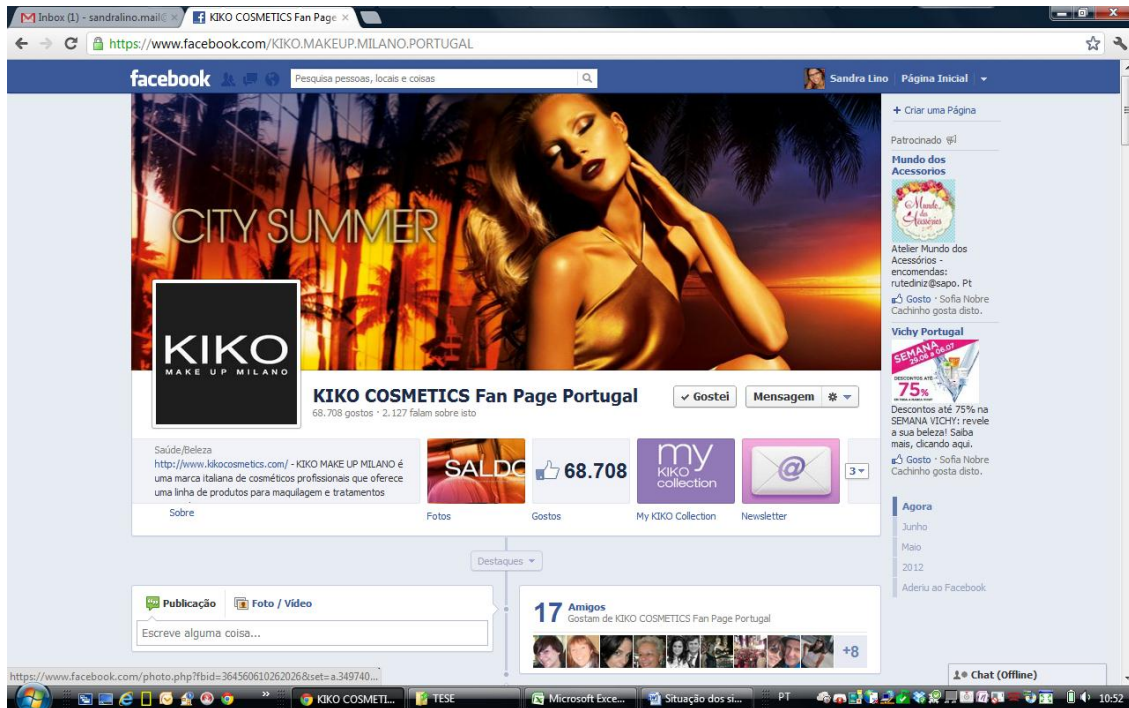 Inbox (1) - sandralino.mail@
KIKO COSMETICS Fan Page
https://www.facebook.com/KIKO.MAKEUP.MILANO.PORTUGAL
facebook
Pesquisa pessoas, locais e coisas
Sandra Lino
Página Inicial
CITY SUMMER
KIKO
MAKE UP MILANO
KIKO COSMETICS Fan Page Portugal
68.708 gostos · 2.127 falam sobre isto
Gostei
Mensagem
Saúde/Beleza
http://www.kikocosmetics.com/ - KIKO MAKE UP MILANO é
uma marca italiana de cosméticos profissionais que oferece
uma linha de produtos para maquilagem e tratamentos
Sobre
SALDO
Fotos
68.708
Gostos
my
KIKO
collection
My KIKO Collection
@
Newsletter
3
Destaques
Publicação
Foto / Vídeo
Escreve alguma coisa...
17 Amigos
Gostam de KIKO COSMETICS Fan Page Portugal
+8
+ Criar uma Página
Patrocinado
Mundo dos
Acessorios
Mundo
das
Acessórios
Atelier Mundo dos
Acessórios -
encomendas:
rutediniz@sapo. Pt
Gosto · Sofia Nobre
Cachinho gosta disto.
Vichy Portugal
SEMANA
29.06 a 06.07
DESCONTOS ATÉ
75%
Descontos até 75% na
SEMANA VICHY: revele
a sua beleza! Saiba
mais, clicando aqui.
Gosto · Sofia Nobre
Cachinho gosta disto.
Agora
Junho
Maio
2012
Aderiu ao Facebook
Chat (Offline)
https://www.facebook.com/photo.php?fbid=364560610262026&set=a.349740...
KIKO COSMETI...
TESE
Microsoft Exce...
Situação dos si...
PT
10:52